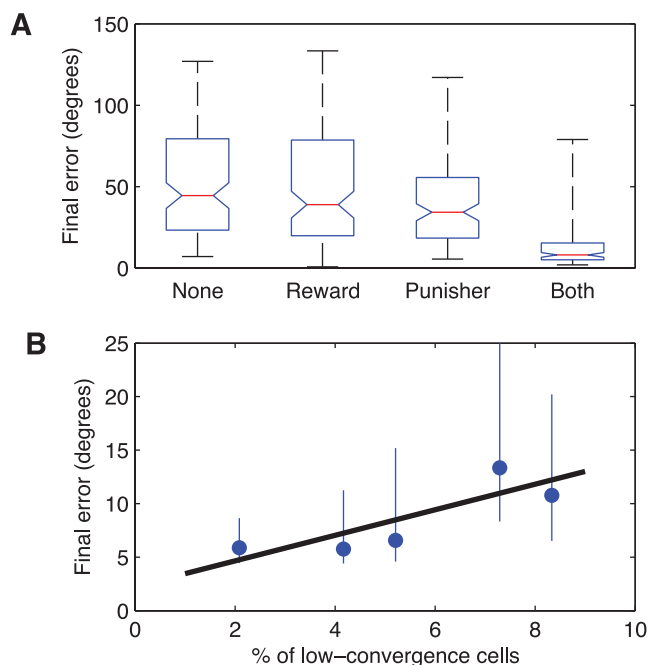 A
150
100
50
0
Final error (degrees)
None Reward Punisher Both
B
25
20
15
10
5
0
Final error (degrees)
0 2 4 6 8 10
% of low–convergence cells